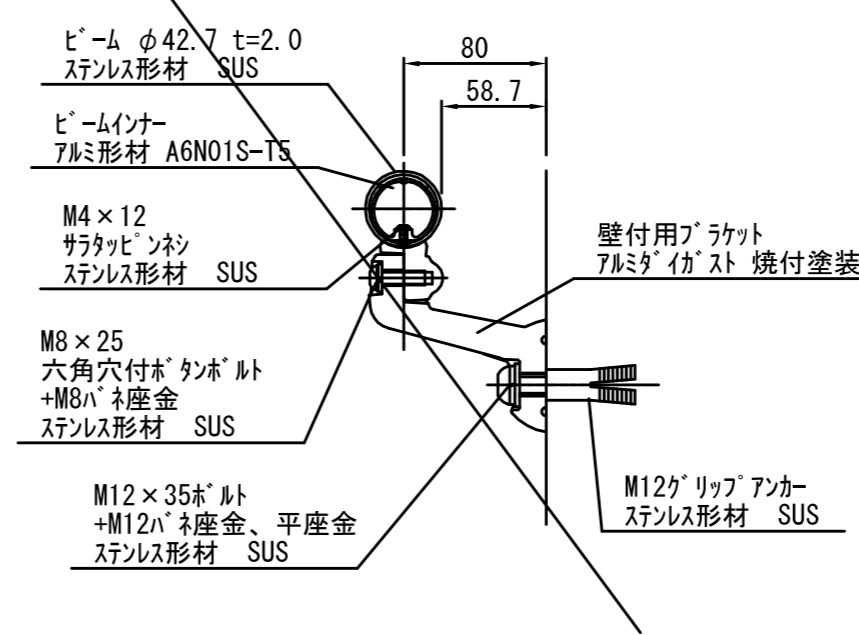 ﾋﾞｰﾑ φ42.7 t=2.0
ｽﾃﾝﾚｽ形材 SUS
80
58.7
ﾋﾞｰﾑｲﾝﾅｰ
ｱﾙﾐ形材 A6N01S-T5
M4×12
ｻﾗﾀｯﾋﾟﾝﾈｼﾞ
ｽﾃﾝﾚｽ形材 SUS
壁付用ﾌﾞﾗｹｯﾄ
ｱﾙﾐﾀﾞｲｶﾞｽﾄ 焼付塗装
M8×25
六角穴付ﾎﾞﾀﾝﾎﾞﾙﾄ
+M8ﾊﾞﾈ座金
ｽﾃﾝﾚｽ形材 SUS
M12×35ﾎﾞﾙﾄ
+M12ﾊﾞﾈ座金、平座金
ｽﾃﾝﾚｽ形材 SUS
M12ｸﾞﾘｯﾌﾟｱﾝｶｰ
ｽﾃﾝﾚｽ形材 SUS